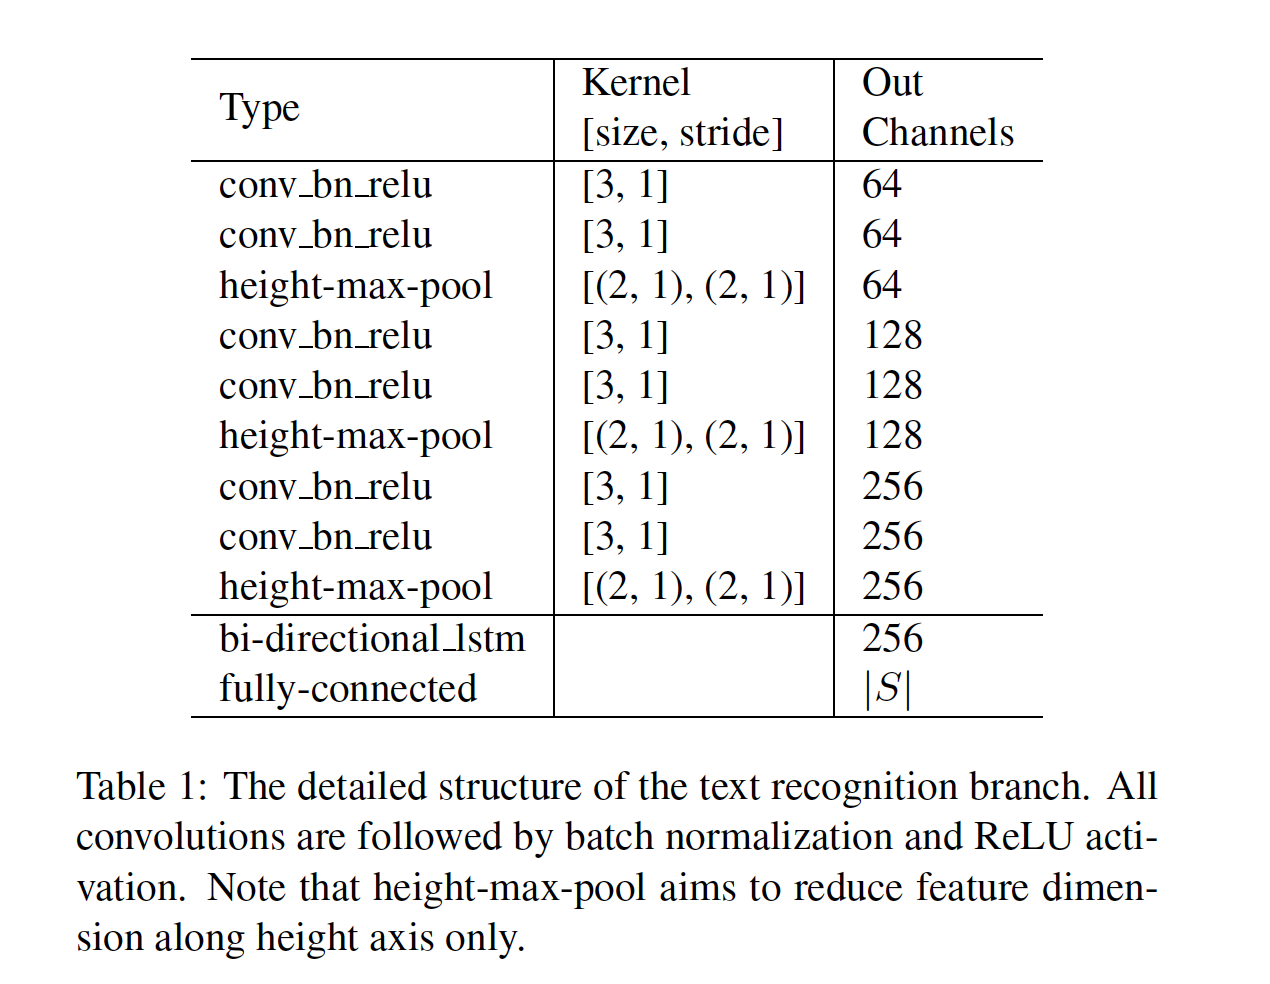 Type
Kernel
[size, stride]
Out
Channels
conv_bn_relu [3, 1] 64
conv_bn_relu [3, 1] 64
height-max-pool [(2, 1), (2, 1)] 64
conv_bn_relu [3, 1] 128
conv_bn_relu [3, 1] 128
height-max-pool [(2, 1), (2, 1)] 128
conv_bn_relu [3, 1] 256
conv_bn_relu [3, 1] 256
height-max-pool [(2, 1), (2, 1)] 256
bi-directional_lstm 256
fully-connected |S|
Table 1: The detailed structure of the text recognition branch. All
convolutions are followed by batch normalization and ReLU acti-
vation. Note that height-max-pool aims to reduce feature dimen-
sion along height axis only.